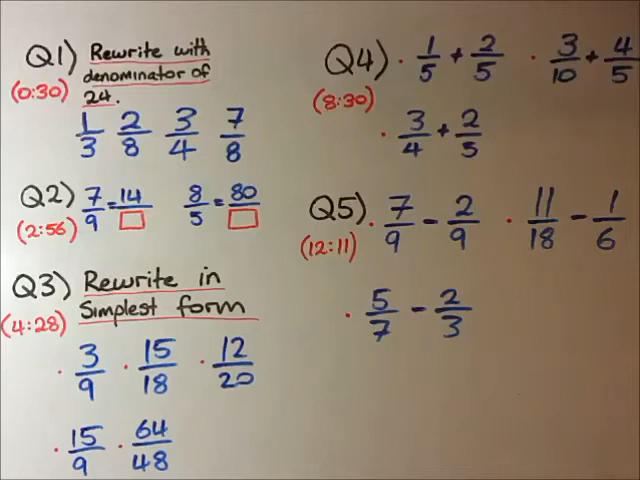 Q1) Rewrite with
denominator of
(0:30) 24.
1/3 2/8 3/4 7/8
Q2) 7/9 = 14/□ 8/5 = 80/□
(2:56)
Q3) Rewrite in
Simplest form
(4:28)
· 3/9 · 15/18 · 12/20
· 15/9 · 64/48
Q4) · 1/5 + 2/5 · 3/10 + 4/5
(8:30)
· 3/4 + 2/5
Q5) · 7/9 - 2/9 · 11/18 - 1/6
(12:11)
· 5/7 - 2/3